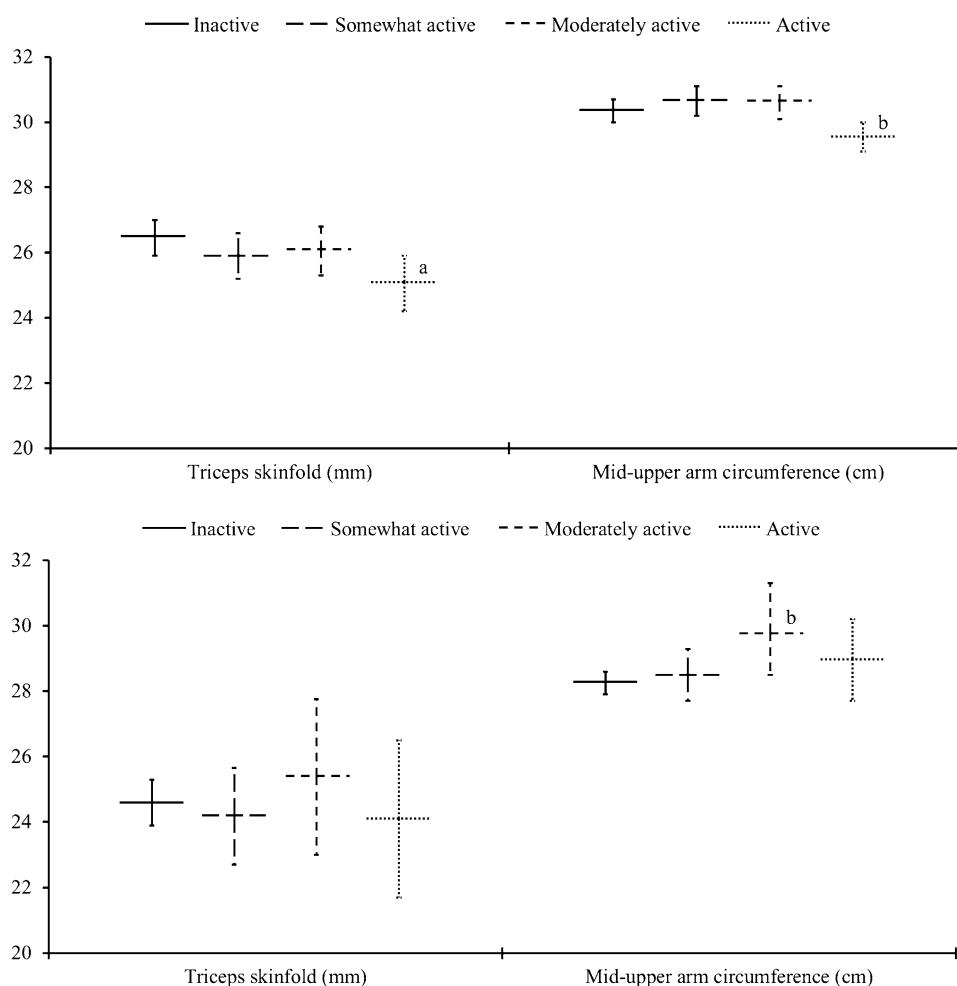 Inactive Somewhat active Moderately active Active
32
30
28
26
24
22
20
b
a
Triceps skinfold (mm) Mid-upper arm circumference (cm)
Inactive Somewhat active Moderately active Active
32
30
28
26
24
22
20
b
Triceps skinfold (mm) Mid-upper arm circumference (cm)